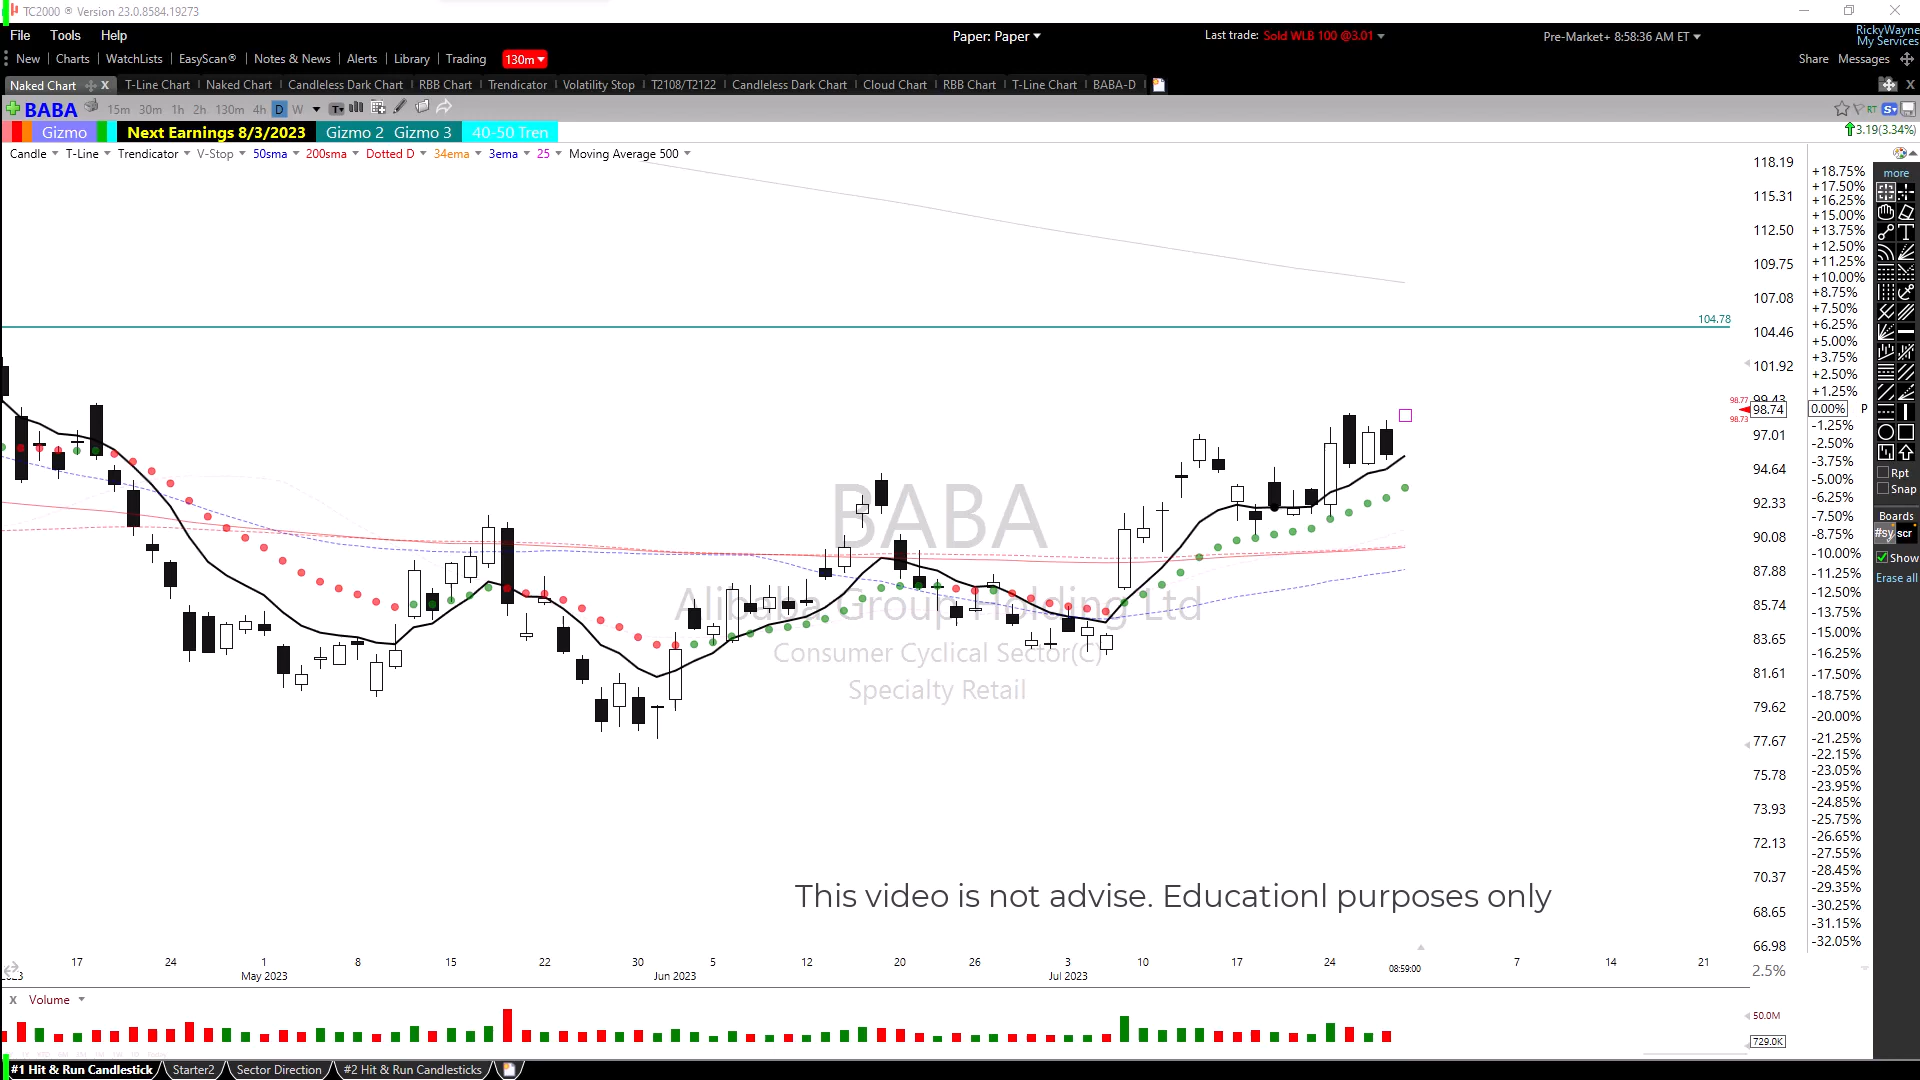 TC2000 ® Version 23.0.8584.19273
File Tools Help
Paper: Paper
Last trade: Sold WLB 100 @3.01
Pre-Market+ 8:58:36 AM ET
RickyWayne
My Services
New Charts WatchLists EasyScan® Notes & News Alerts Library Trading 130m
Share Messages
Naked Chart X T-Line Chart Naked Chart Candleless Dark Chart RBB Chart Trendicator Volatility Stop T2108/T2122 Candleless Dark Chart Cloud Chart RBB Chart T-Line Chart BABA-D
BABA 15m 30m 1h 2h 130m 4h D W
RT
Gizmo Next Earnings 8/3/2023 Gizmo 2 Gizmo 3 40-50 Tren
3.19(3.34%)
Candle T-Line Trendicator V-Stop 50sma 200sma Dotted D 34ema 3ema 25 Moving Average 500
118.19
115.31
112.50
109.75
107.08
104.78
104.46
101.92
99.43
98.77
98.74
98.73
97.01
94.64
92.33
90.08
87.88
85.74
83.65
81.61
79.62
77.67
75.78
73.93
72.13
70.37
68.65
66.98
2.5%
+18.75%
+17.50%
+16.25%
+15.00%
+13.75%
+12.50%
+11.25%
+10.00%
+8.75%
+7.50%
+6.25%
+5.00%
+3.75%
+2.50%
+1.25%
0.00% P
-1.25%
-2.50%
-3.75%
-5.00%
-6.25%
-7.50%
-8.75%
-10.00%
-11.25%
-12.50%
-13.75%
-15.00%
-16.25%
-17.50%
-18.75%
-20.00%
-21.25%
-22.15%
-23.05%
-23.95%
-24.85%
-25.75%
-26.65%
-27.55%
-28.45%
-29.35%
-30.25%
-31.15%
-32.05%
more
Rpt
Snap
Boards
#sy scr
Show
Erase all
BABA
Alibaba Group Holding Ltd
Consumer Cyclical Sector(C)
Specialty Retail
This video is not advise. Educationl purposes only
17 24 1 8 15 22 30 5 12 20 26 3 10 17 24 08:59:00 7 14 21
May 2023 Jun 2023 Jul 2023
X Volume
50.0M
729.0K
#1 Hit & Run Candlestick Starter2 Sector Direction #2 Hit & Run Candlesticks